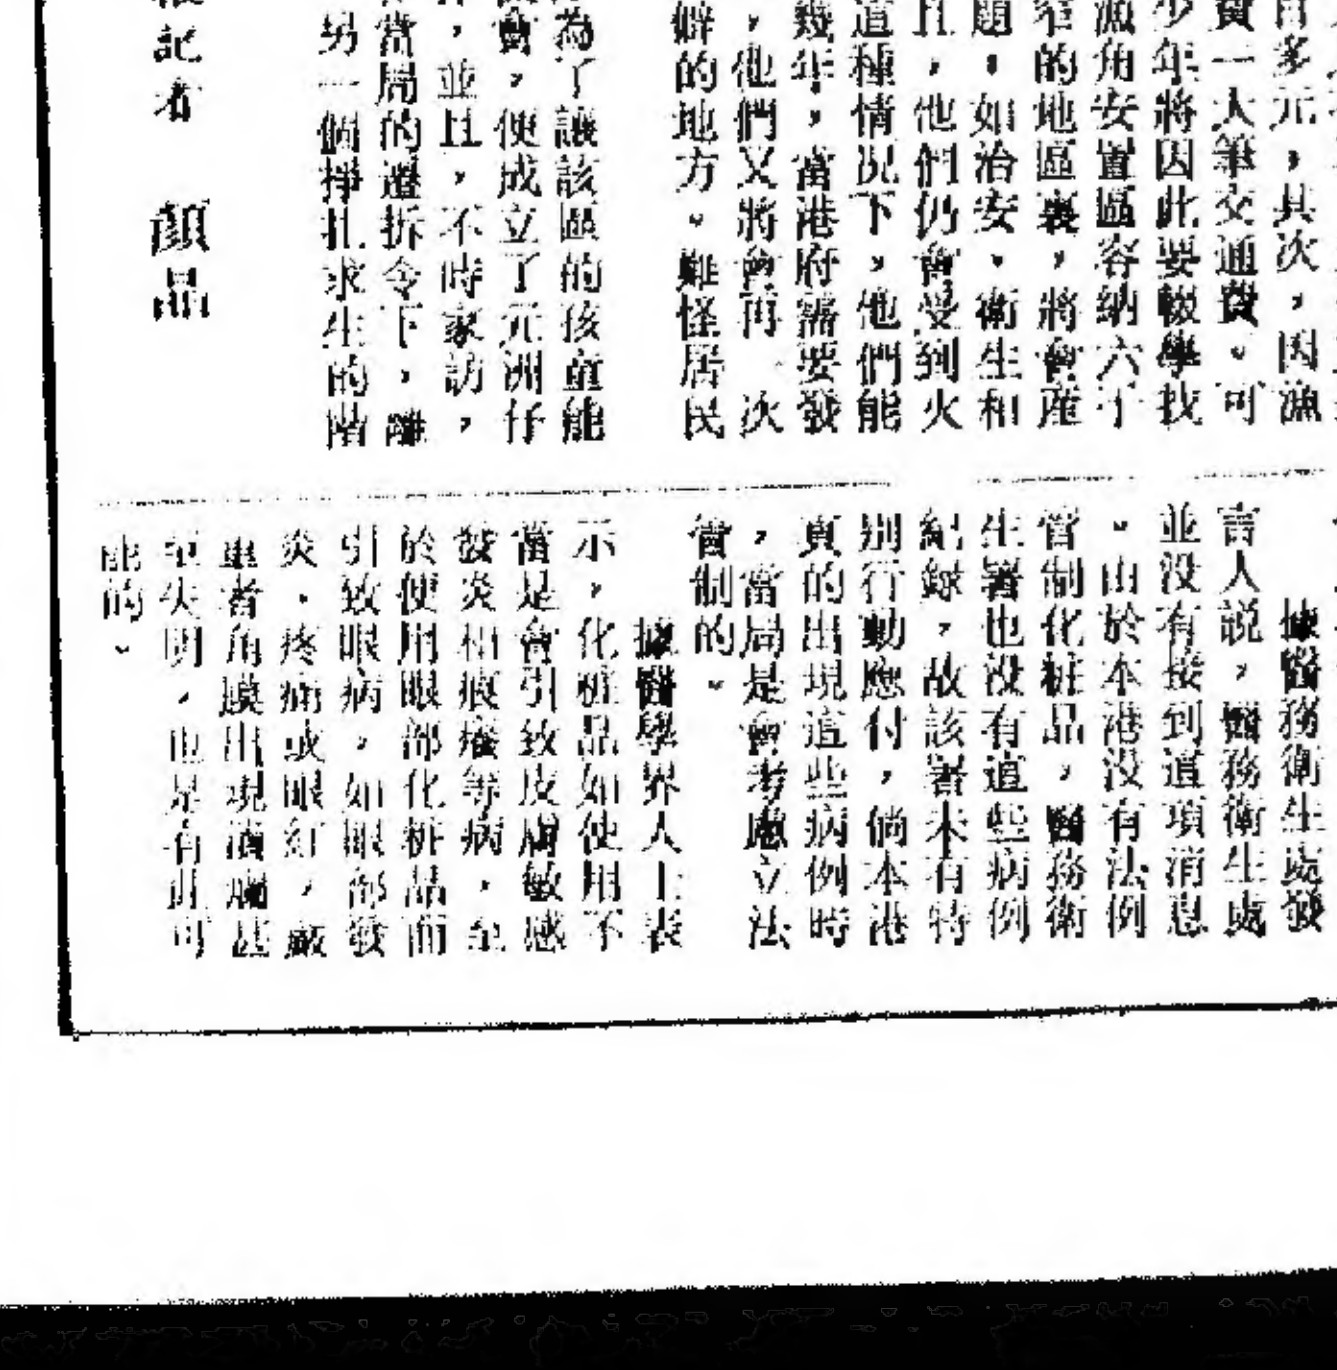 百多元，其次，因漁
費一大筆交通費。可
少年將因此要輟學找
漁角安置區容納六千
窄的地區裏，將會産
題，如治安、衛生和
且，他們仍會受到火
這種情況下，他們能
幾年，當港府需要發
，他們又將會再一次
僻的地方。難怪居民
為了讓該區的孩童能
會，便成立了元洲仔
，並且，不時家訪，
當局的遷拆令下，離
另一個掙扎求生的階
記者 顏品
據醫務衛生處發
言人説，醫務衛生處
並没有接到這項消息
。由於本港没有法例
管制化粧品，醫務衛
生署也没有這些病例
紀録，故該署未有特
別行動應付，倘本港
真的出現這些病例時
，當局是會考慮立法
管制的。
據醫學界人士表
示，化粧品如使用不
當是會引致皮膚敏感
發炎和痕癢等病，至
於使用眼部化粧品而
引致眼病，如眼部發
炎、疼痛或眼紅，嚴
重者角膜出現潰爛甚
至失明，也是有此可
能的。